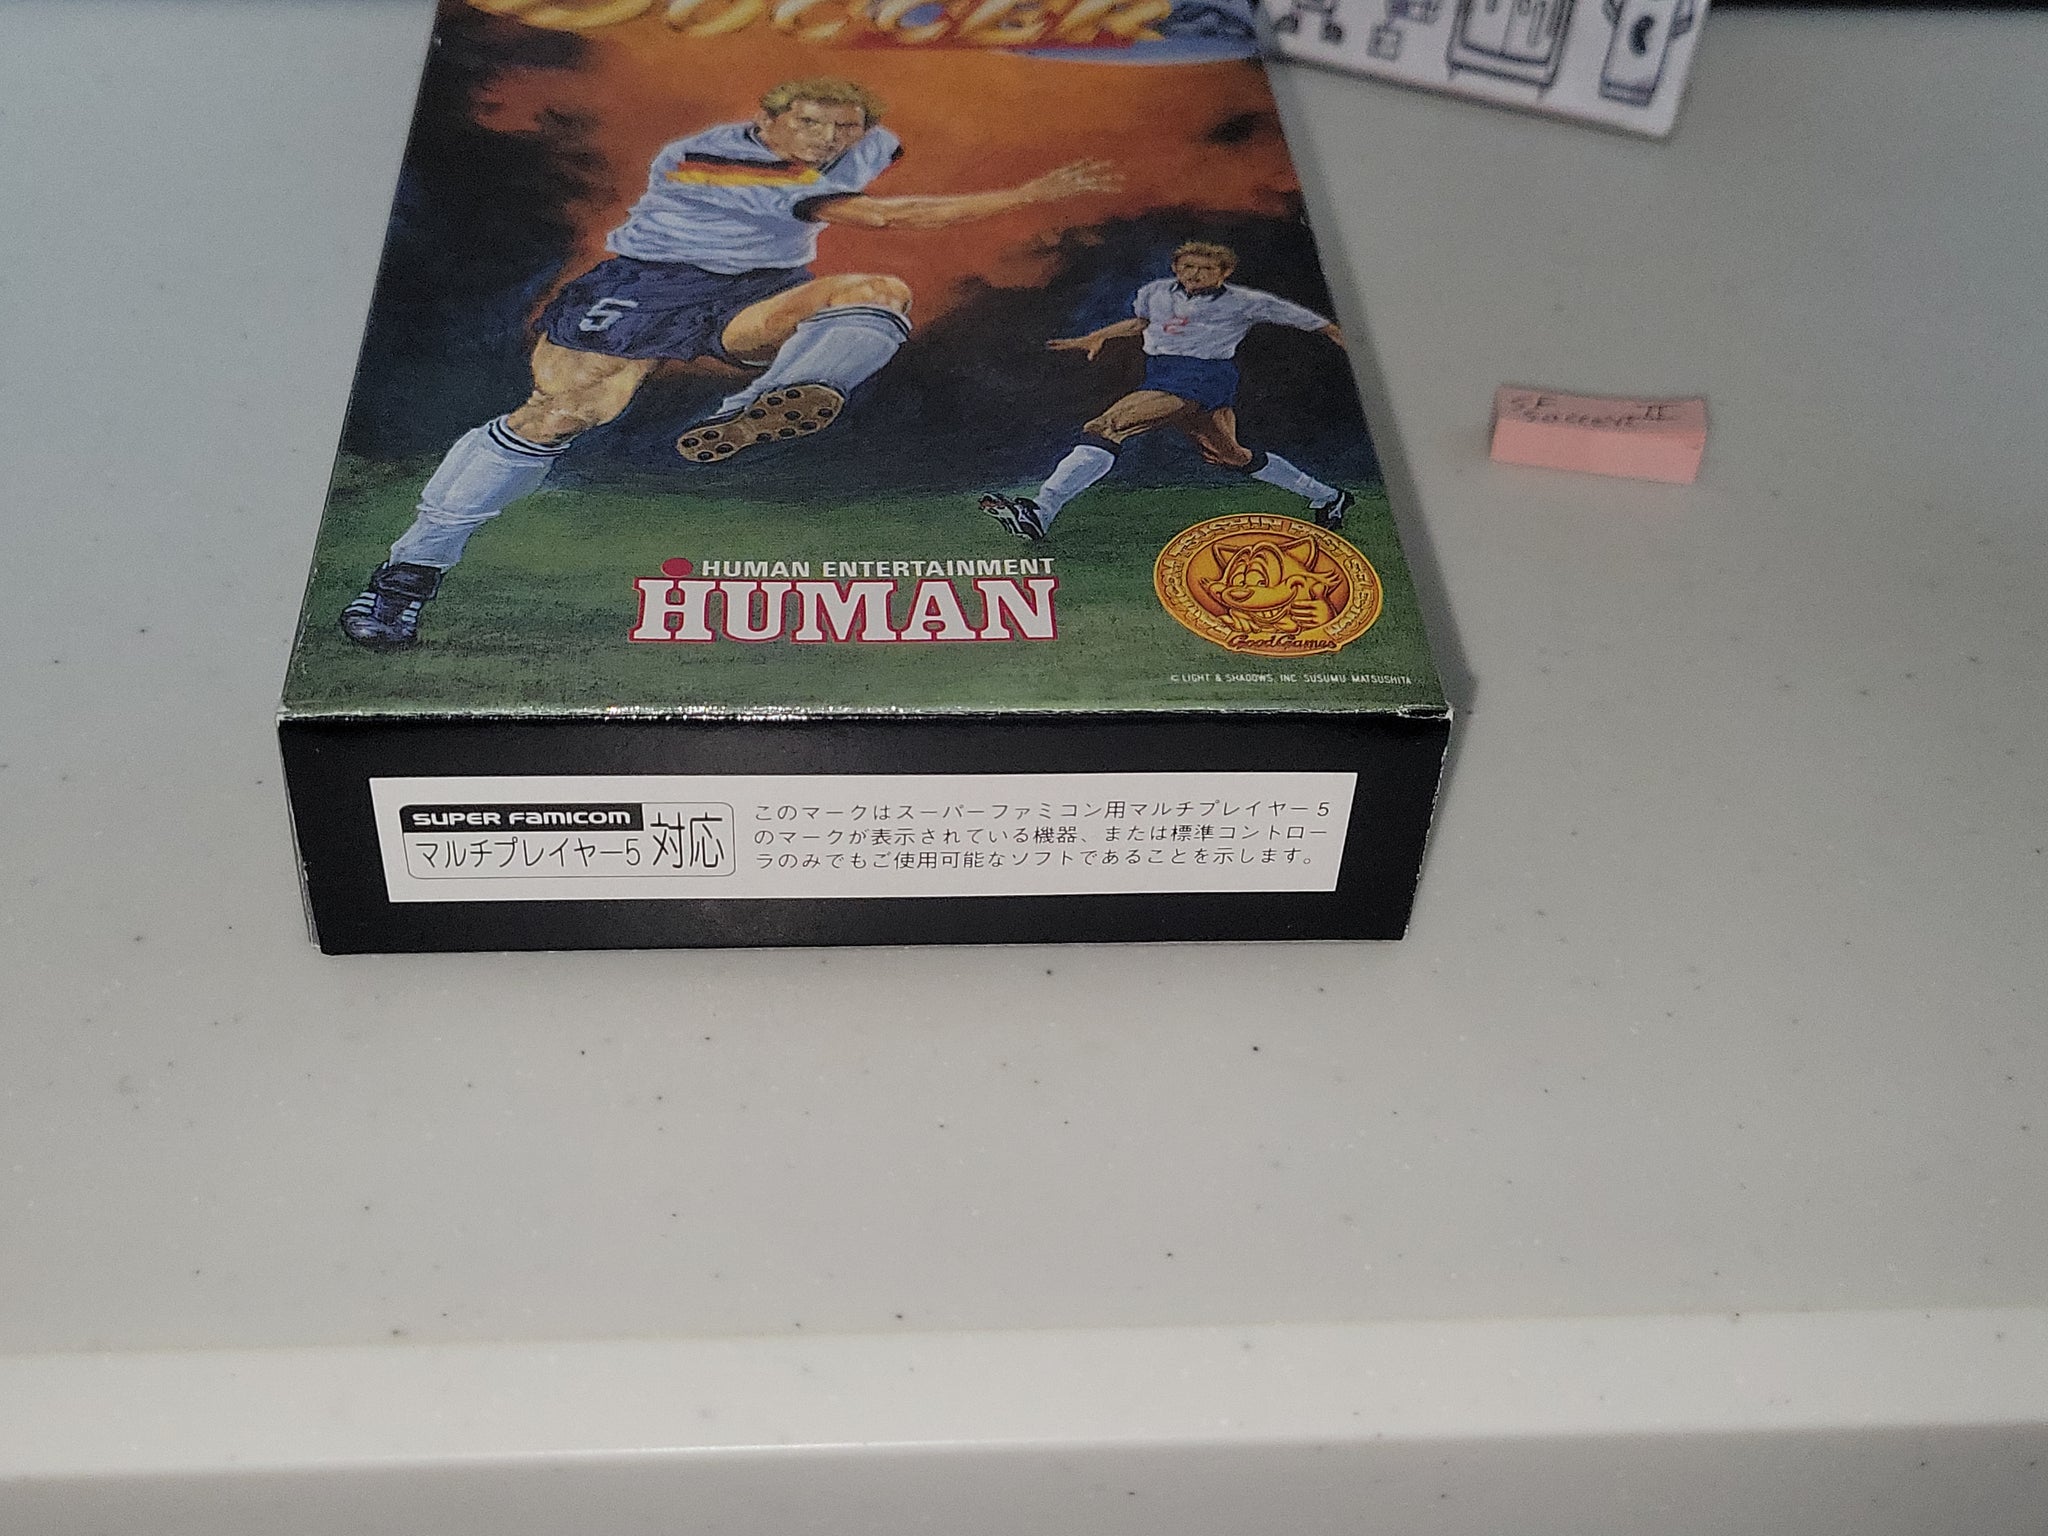 SOCCER
5
2
HUMAN ENTERTAINMENT
HUMAN
Good Games
© LIGHT & SHADOWS, INC. SUSUMU MATSUSHITA
SUPER FAMICOM
マルチプレイヤー5 対応
このマークはスーパーファミコン用マルチプレイヤー5
のマークが表示されている機器、または標準コントロー
ラのみでもご使用可能なソフトであることを示します。
SF
II